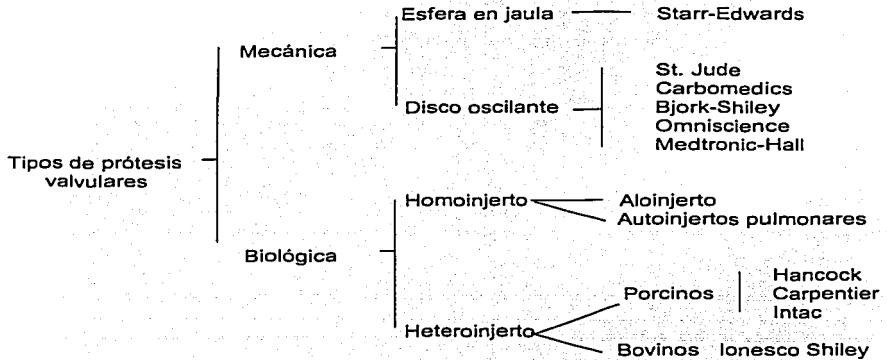 Tipos de prótesis
valvulares
Mecánica
Esfera en jaula
Starr-Edwards
Disco oscilante
St. Jude
Carbomedics
Bjork-Shiley
Omniscience
Medtronic-Hall
Biológica
Homoinjerto
Aloinjerto
Autoinjertos pulmonares
Heteroinjerto
Porcinos
Hancock
Carpentier
Intac
Bovinos Ionesco Shiley